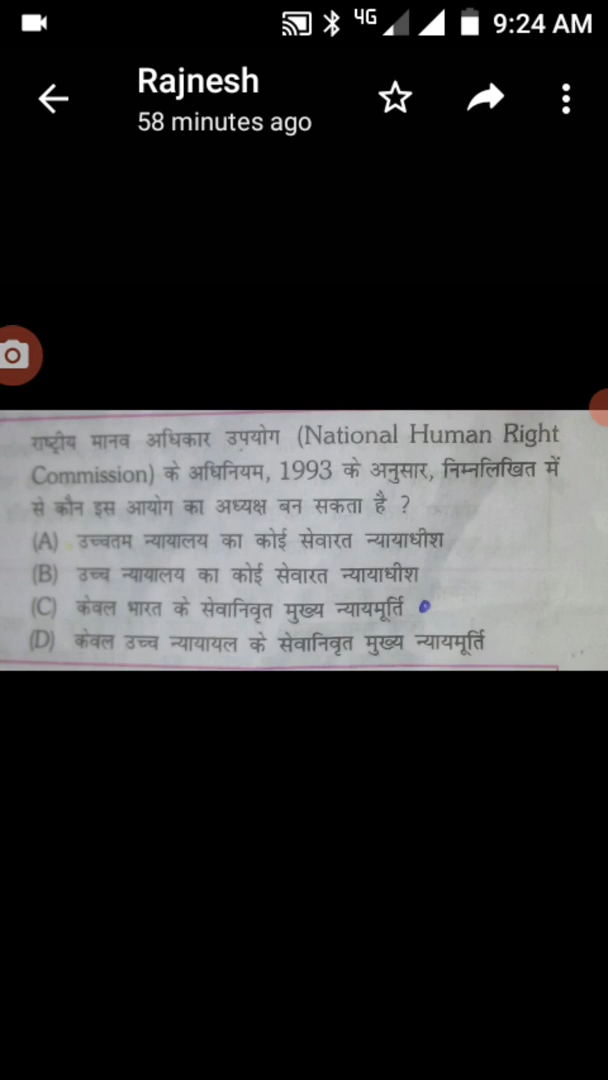 4G 9:24 AM
Rajnesh
58 minutes ago
राष्ट्रीय मानव अधिकार उपयोग (National Human Right
Commission) के अधिनियम, 1993 के अनुसार, निम्नलिखित में
से कौन इस आयोग का अध्यक्ष बन सकता है ?
(A) उच्चतम न्यायालय का कोई सेवारत न्यायाधीश
(B) उच्च न्यायालय का कोई सेवारत न्यायाधीश
(C) केवल भारत के सेवानिवृत मुख्य न्यायमूर्ति
(D) केवल उच्च न्यायायल के सेवानिवृत मुख्य न्यायमूर्ति